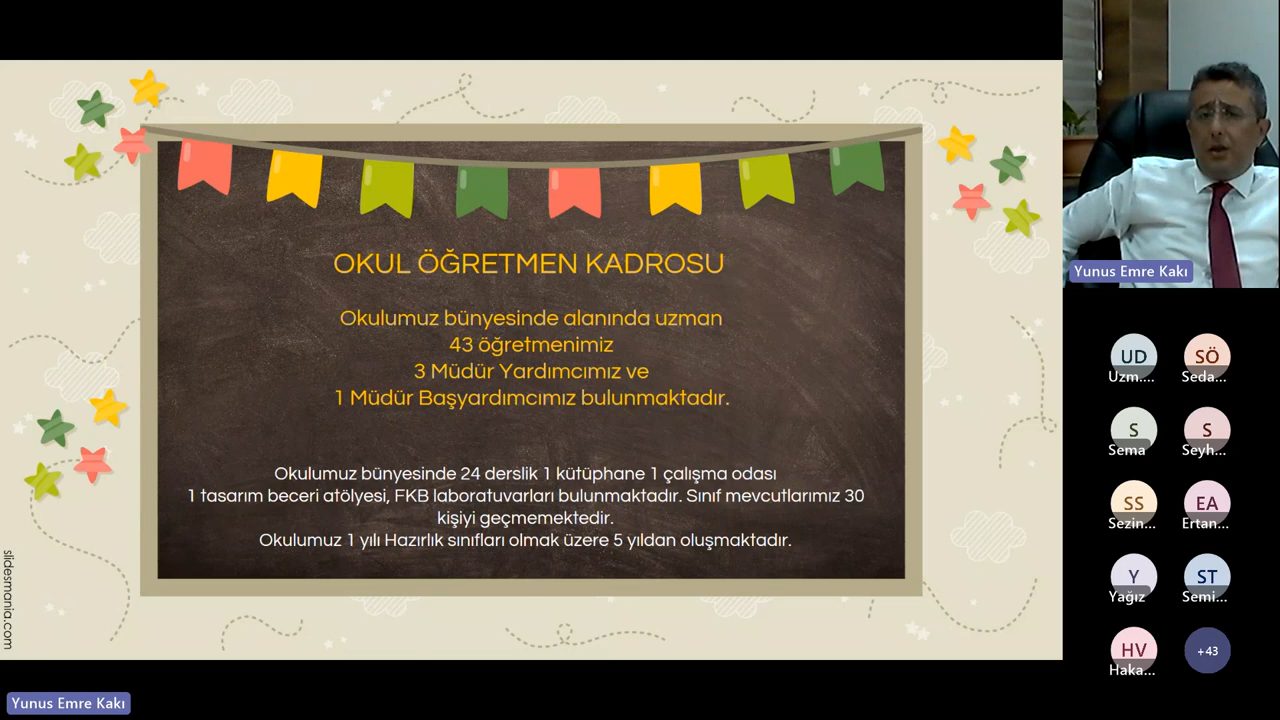 OKUL ÖĞRETMEN KADROSU
Okulumuz bünyesinde alanında uzman
43 öğretmenimiz
3 Müdür Yardımcımız ve
1 Müdür Başyardımcımız bulunmaktadır.
Okulumuz bünyesinde 24 derslik 1 kütüphane 1 çalışma odası
1 tasarım beceri atölyesi, FKB laboratuvarları bulunmaktadır. Sınıf mevcutlarımız 30
kişiyi geçmemektedir.
Okulumuz 1 yılı Hazırlık sınıfları olmak üzere 5 yıldan oluşmaktadır.
slidesmania.com
Yunus Emre Kakı
UD
Uzm....
SÖ
Seda...
S
Sema
S
Seyh...
SS
Sezin...
EA
Ertan...
Y
Yağız
ST
Semi...
HV
Haka...
+43
Yunus Emre Kakı